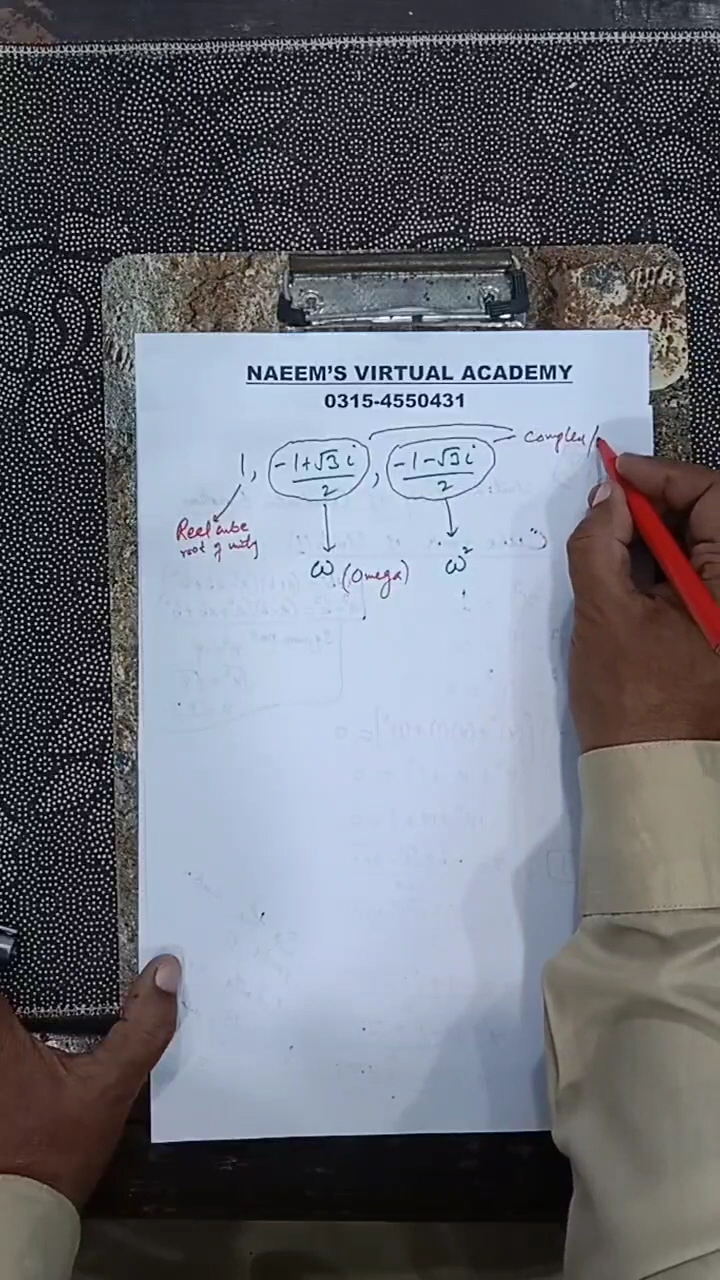 NAEEM'S VIRTUAL ACADEMY
0315-4550431
1, (-1+√3i)/2, (-1-√3i)/2
complex/
Reel cube
root of unity
ω (Omega) ω²